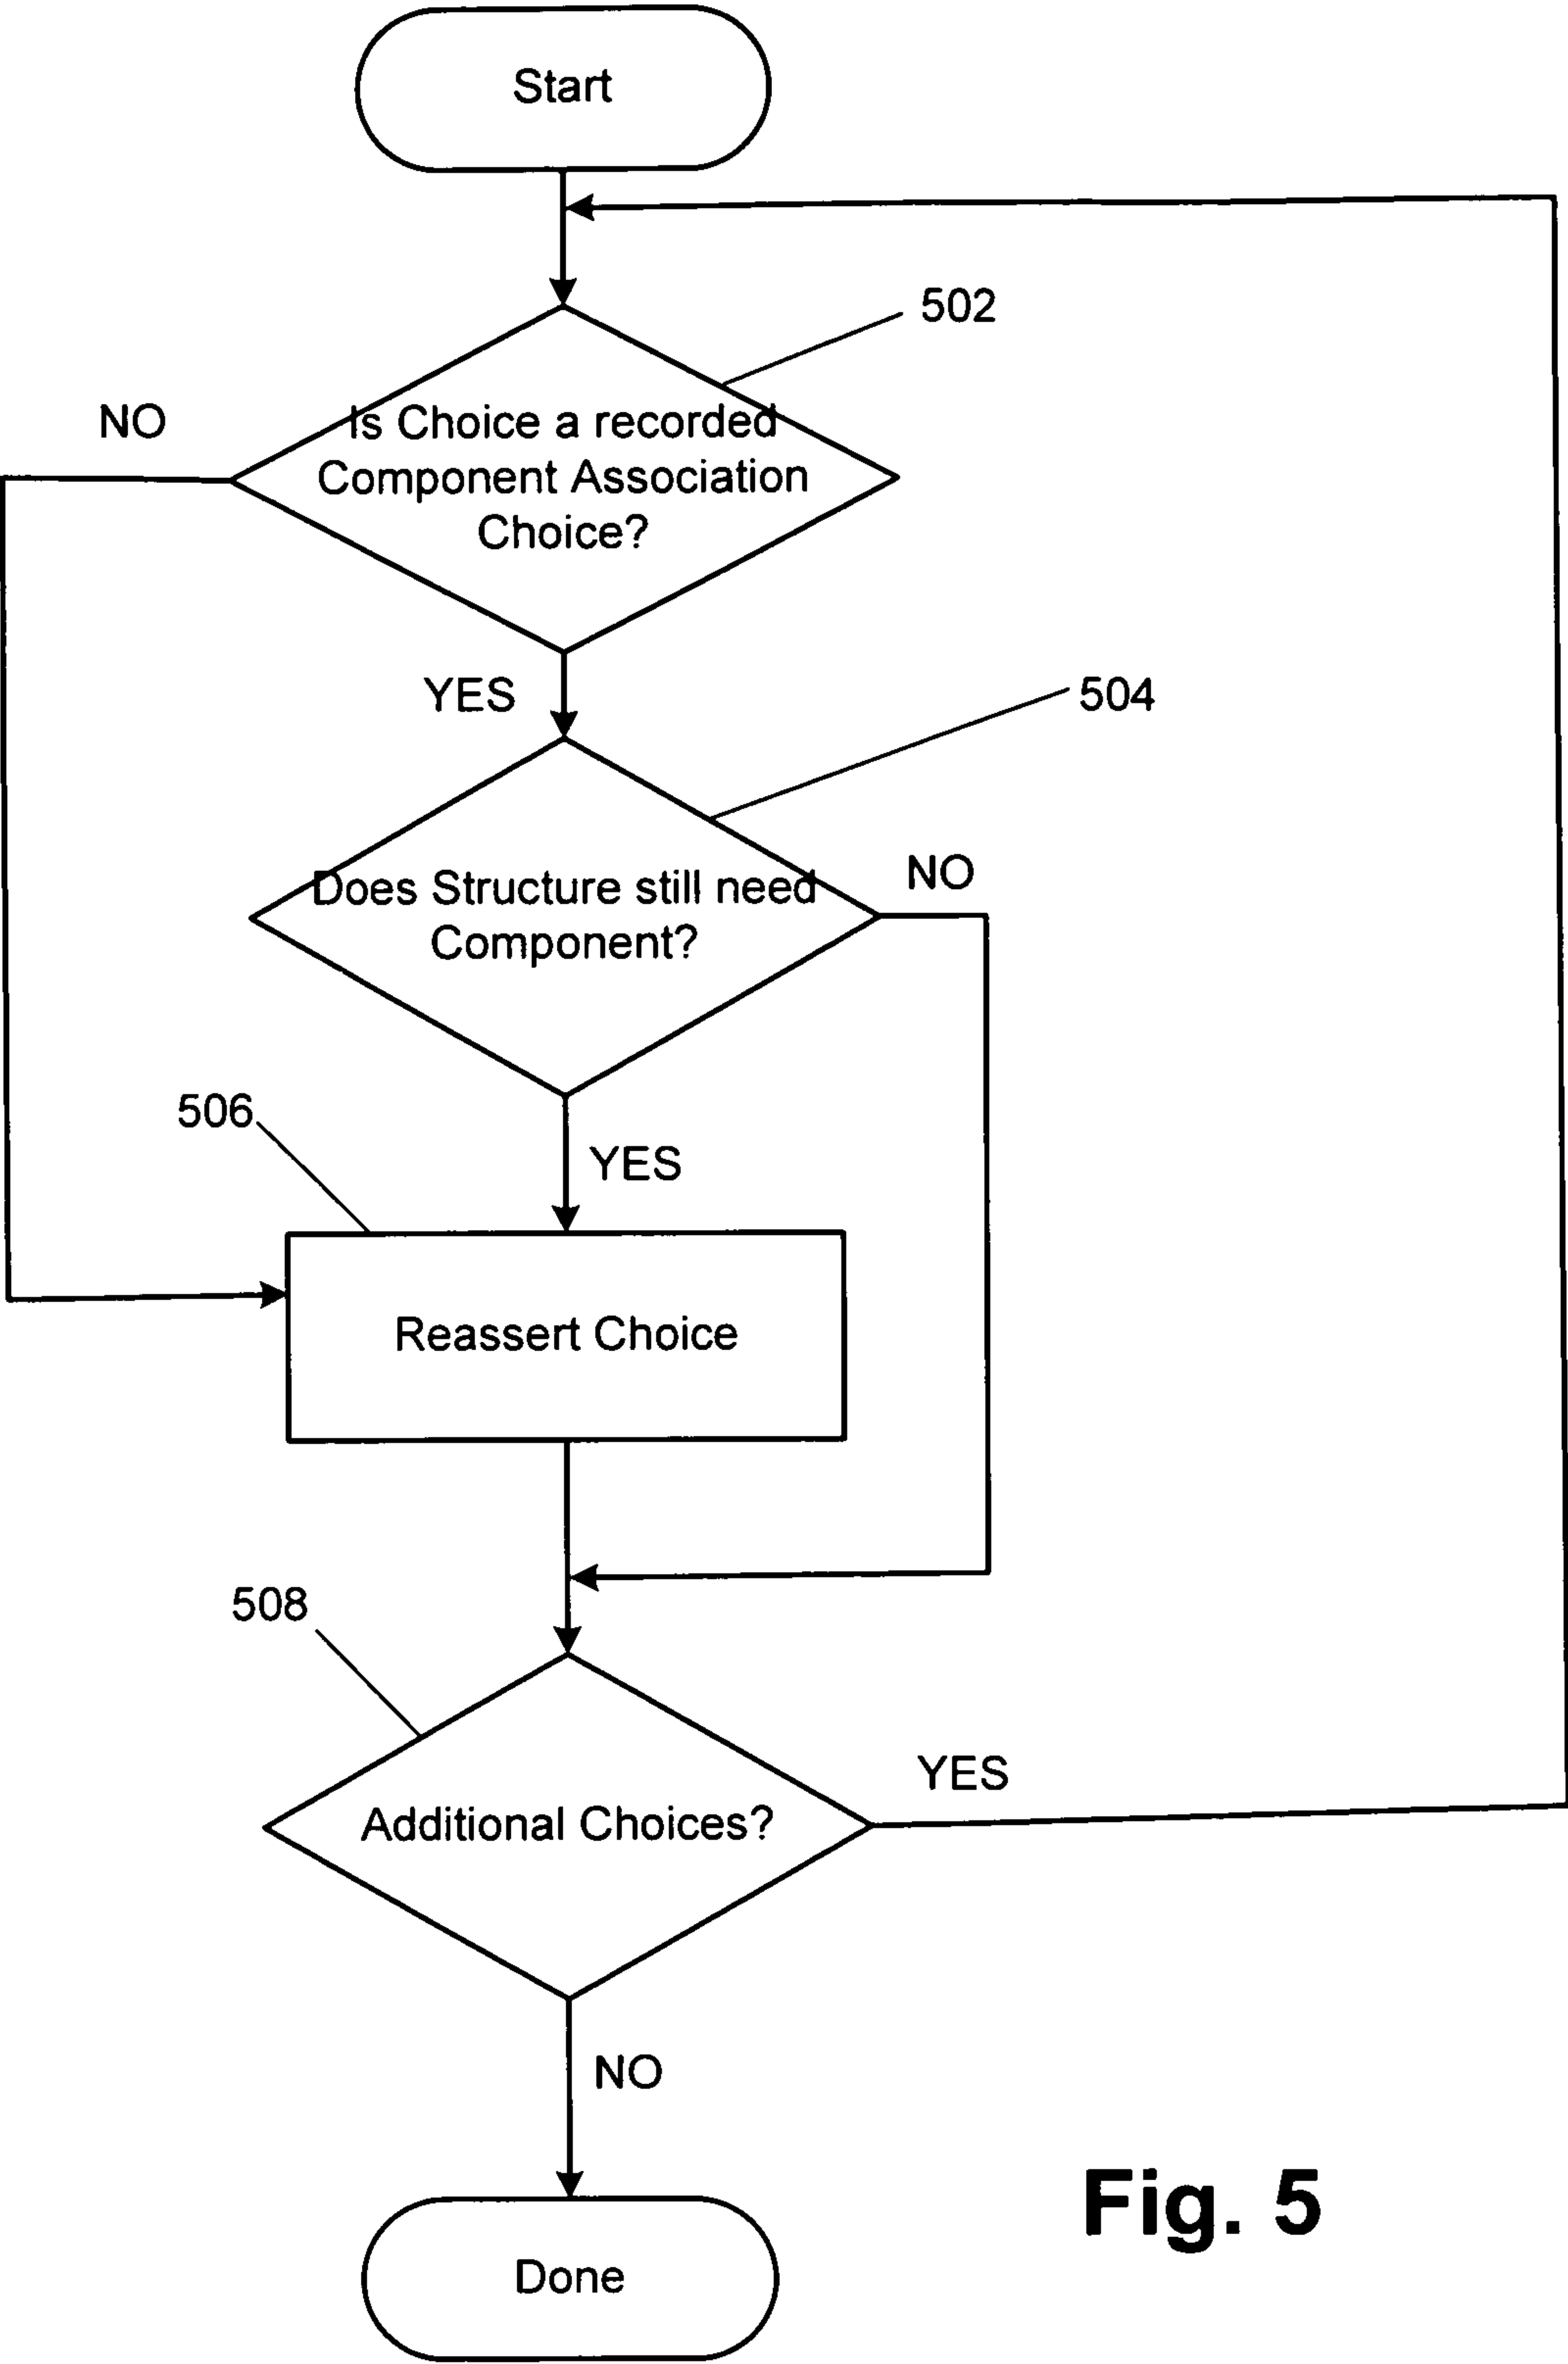 Start
502
NO
Is Choice a recorded
Component Association
Choice?
YES
504
Does Structure still need
Component?
NO
506
YES
Reassert Choice
508
YES
Additional Choices?
NO
Fig. 5
Done